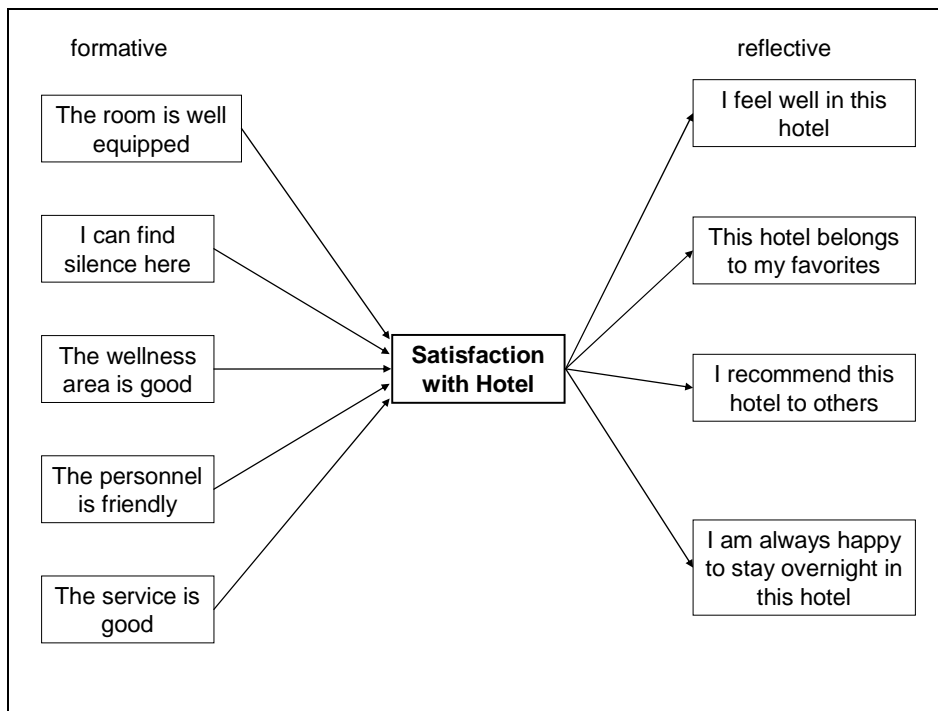 formative
The room is well
equipped
I can find
silence here
The wellness
area is good
The personnel
is friendly
The service is
good
Satisfaction
with Hotel
reflective
I feel well in this
hotel
This hotel belongs
to my favorites
I recommend this
hotel to others
I am always happy
to stay overnight in
this hotel